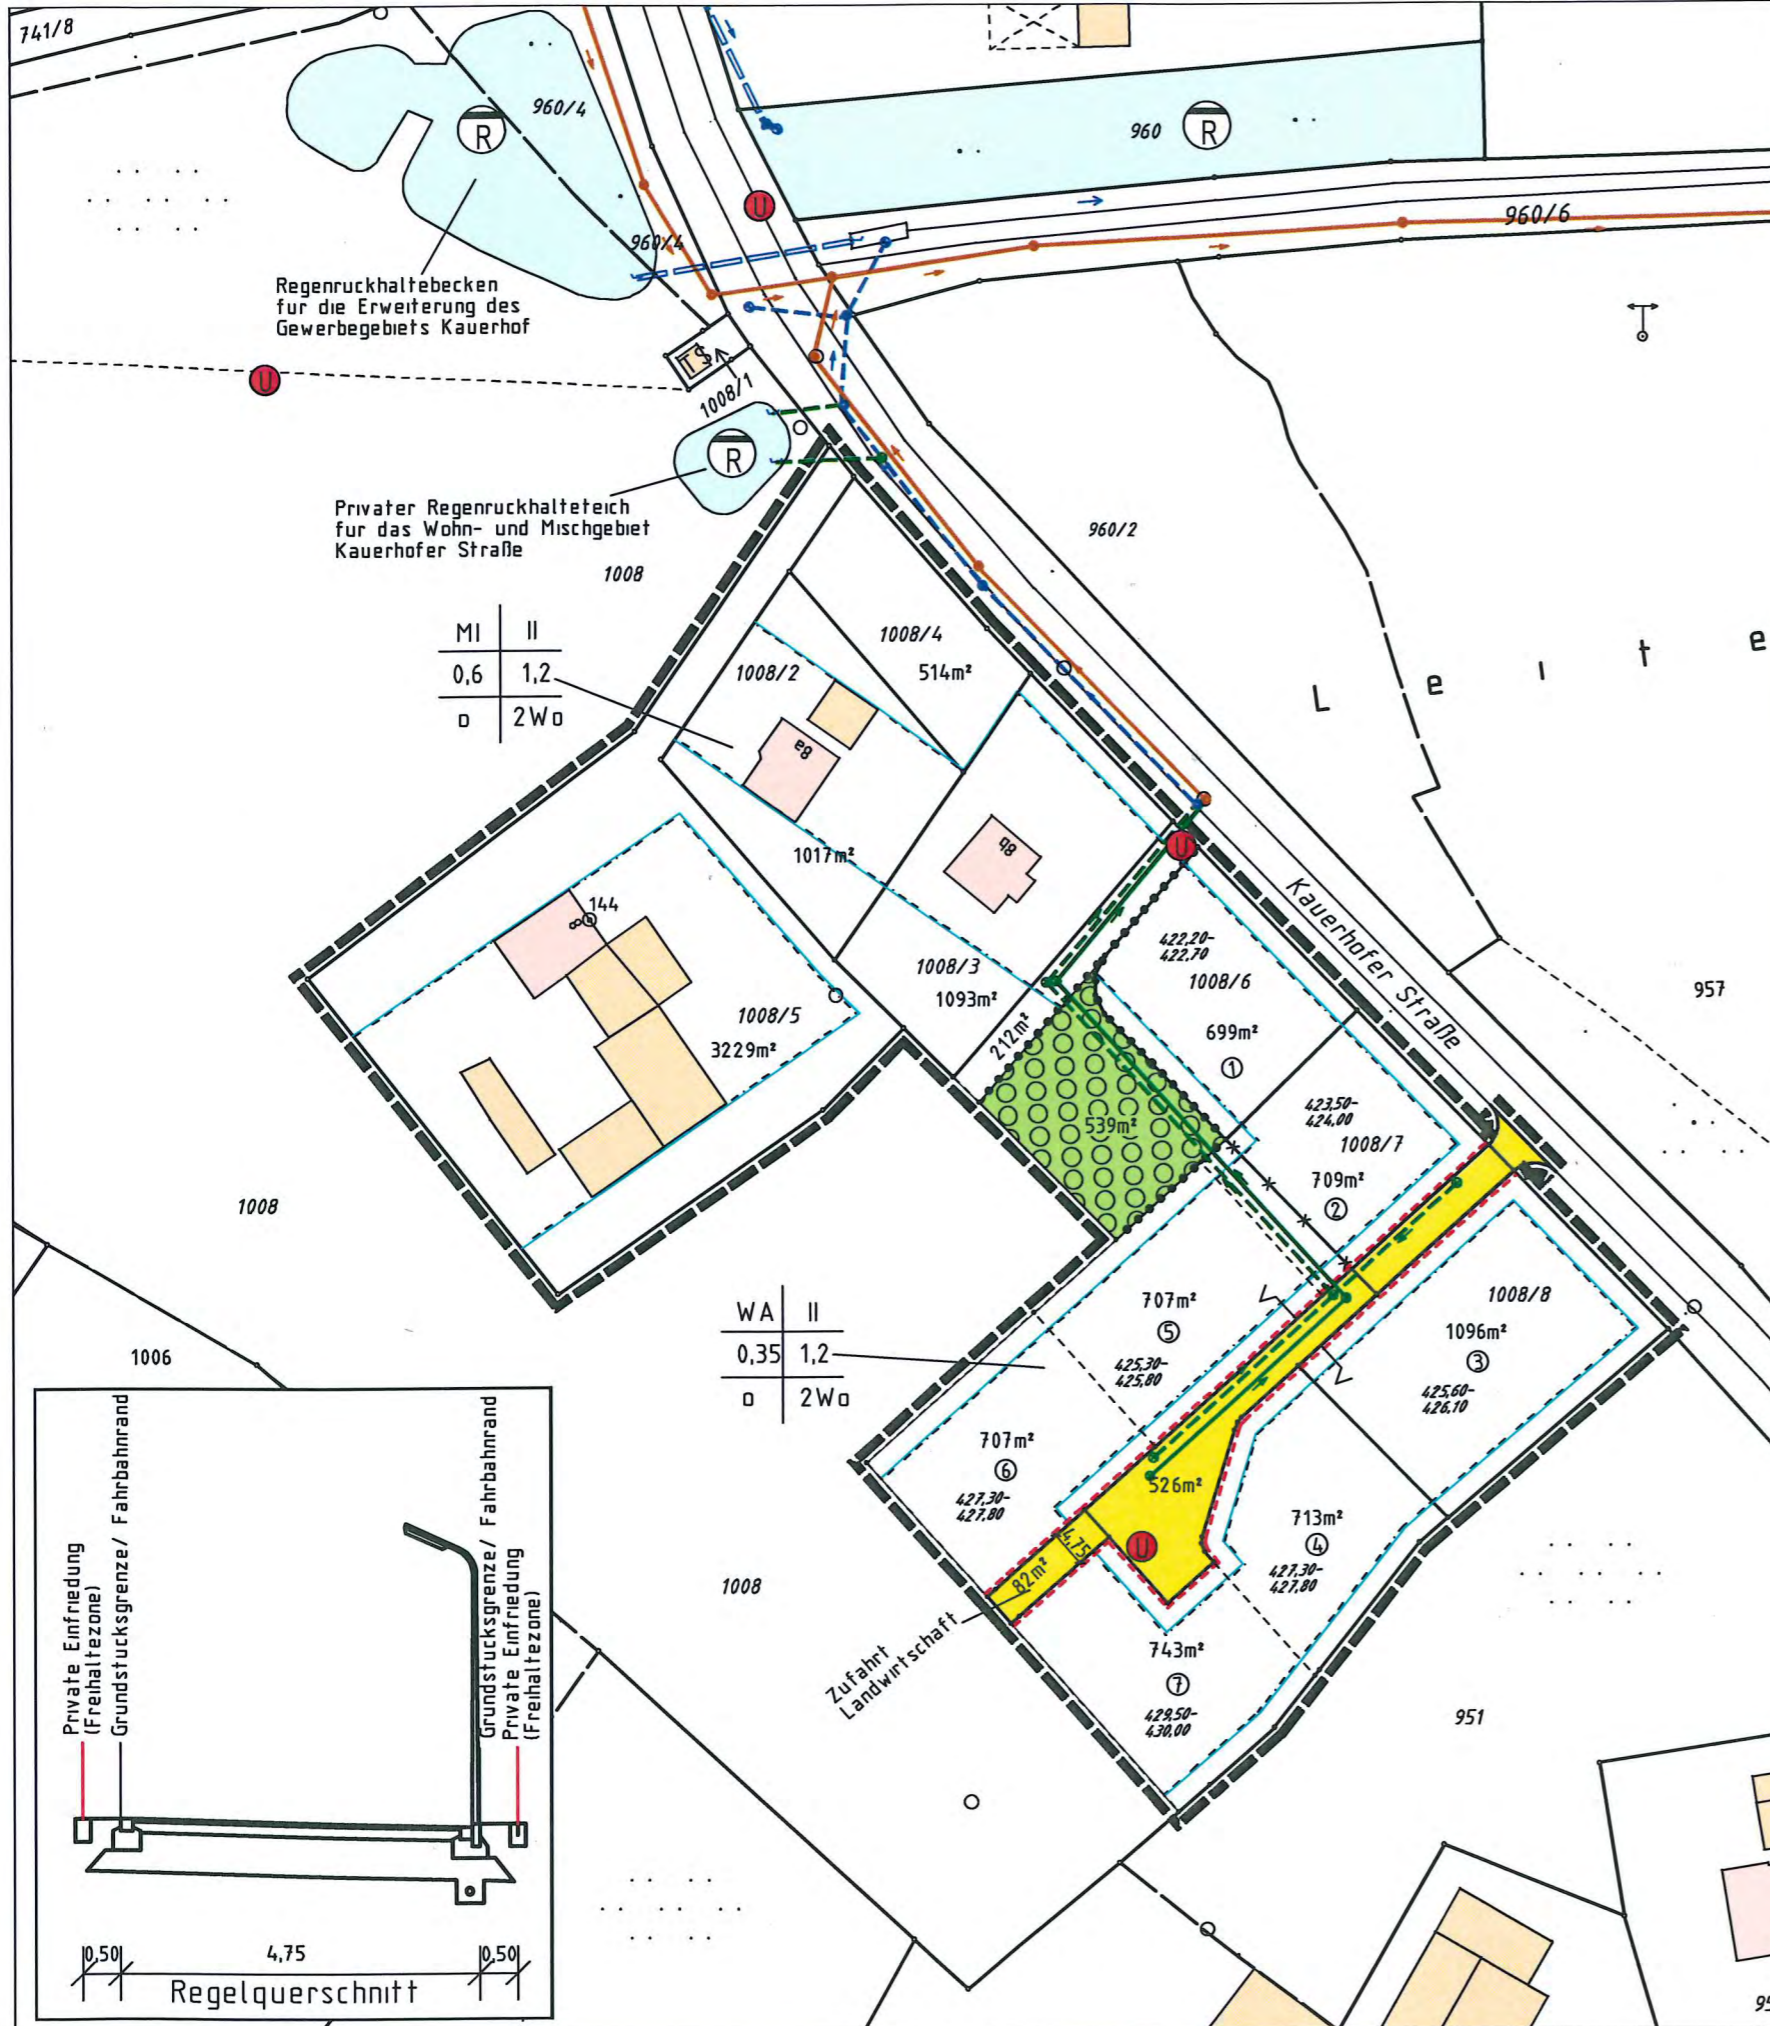 741/8
960/4
R
960
R
U
960/6
960/4
Regenruckhaltebecken
fur die Erweiterung des
Gewerbegebiets Kauerhof
U
TS
1008/1
R
Privater Regenruckhalteteich
fur das Wohn- und Mischgebiet
Kauerhofer Straße
1008
960/2
MI II
0,6 1,2
o 2Wo
1008/4
514m²
1008/2
L e i t e
8a
1017m²
8b
U
Kauerhofer Straße
144
8
1008/5
3229m²
1008/3
1093m²
212m²
422,20-
422,70
1008/6
699m²
1
957
539m²
423,50-
424,00
1008/7
709m²
2
1008
1006
WA II
0,35 1,2
o 2Wo
707m²
5
425,30-
425,80
1008/8
1096m²
3
425,60-
426,10
707m²
6
427,30-
427,80
526m²
U
4,75
82m²
713m²
4
427,30-
427,80
1008
Zufahrt
Landwirtschaft
743m²
7
429,50-
430,00
951
Private Einfriedung
(Freihaltezone)
Grundstucksgrenze/ Fahrbahnrand
Grundstucksgrenze/ Fahrbahnrand
Private Einfriedung
(Freihaltezone)
0,50 4,75 0,50
Regelquerschnitt